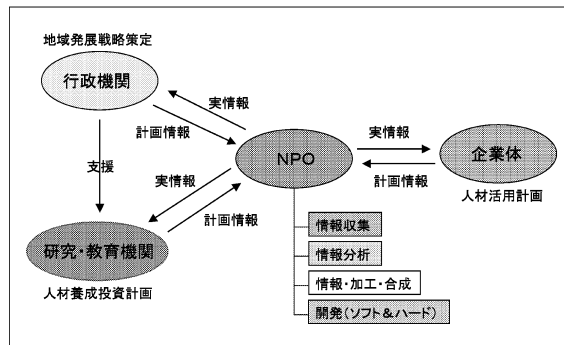 地域発展戦略策定
行政機関
実情報
計画情報
支援
NPO
実情報
計画情報
企業体
人材活用計画
実情報
計画情報
研究・教育機関
人材養成投資計画
情報収集
情報分析
情報・加工・合成
開発(ソフト&ハード)